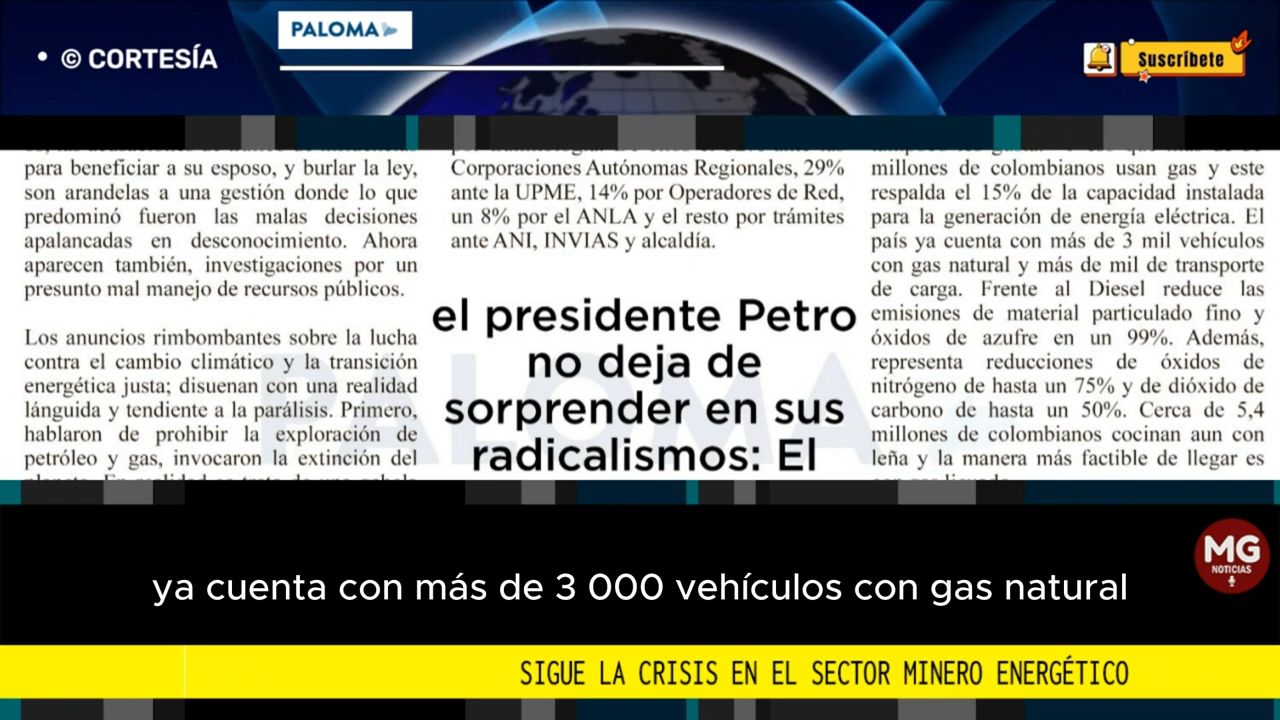 • © CORTESÍA
PALOMA
Suscríbete
para beneficiar a su esposo, y burlar la ley,
son arandelas a una gestión donde lo que
predominó fueron las malas decisiones
apalancadas en desconocimiento. Ahora
aparecen también, investigaciones por un
presunto mal manejo de recursos públicos.
Los anuncios rimbombantes sobre la lucha
contra el cambio climático y la transición
energética justa; disuenan con una realidad
lánguida y tendiente a la parálisis. Primero,
hablaron de prohibir la exploración de
petróleo y gas, invocaron la extinción del
Corporaciones Autónomas Regionales, 29%
ante la UPME, 14% por Operadores de Red,
un 8% por el ANLA y el resto por trámites
ante ANI, INVIAS y alcaldía.
el presidente Petro
no deja de
sorprender en sus
radicalismos: El
millones de colombianos usan gas y este
respalda el 15% de la capacidad instalada
para la generación de energía eléctrica. El
país ya cuenta con más de 3 mil vehículos
con gas natural y más de mil de transporte
de carga. Frente al Diesel reduce las
emisiones de material particulado fino y
óxidos de azufre en un 99%. Además,
representa reducciones de óxidos de
nitrógeno de hasta un 75% y de dióxido de
carbono de hasta un 50%. Cerca de 5,4
millones de colombianos cocinan aun con
leña y la manera más factible de llegar es
PALOMA
ya cuenta con más de 3 000 vehículos con gas natural
MG
NOTICIAS
SIGUE LA CRISIS EN EL SECTOR MINERO ENERGÉTICO